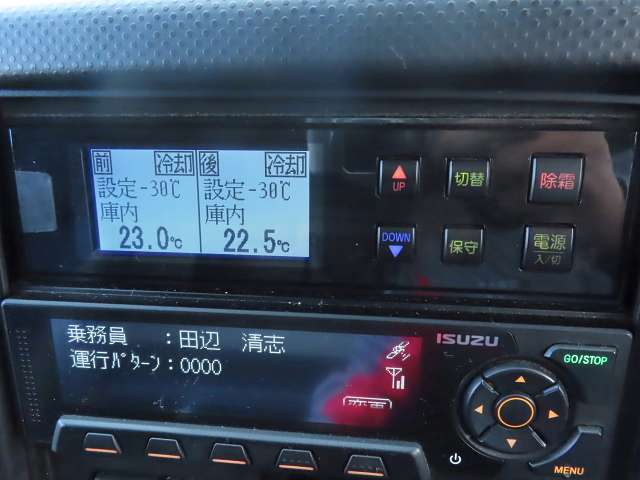 前 冷却 後 冷却
設定-30℃ 設定-30℃
庫内 庫内
23.0℃ 22.5℃
UP 切替 除霜
DOWN 保守 電源
入/切
乗務員 :田辺 清志
運行パターン:0000
変更
ISUZU
GO/STOP
MENU